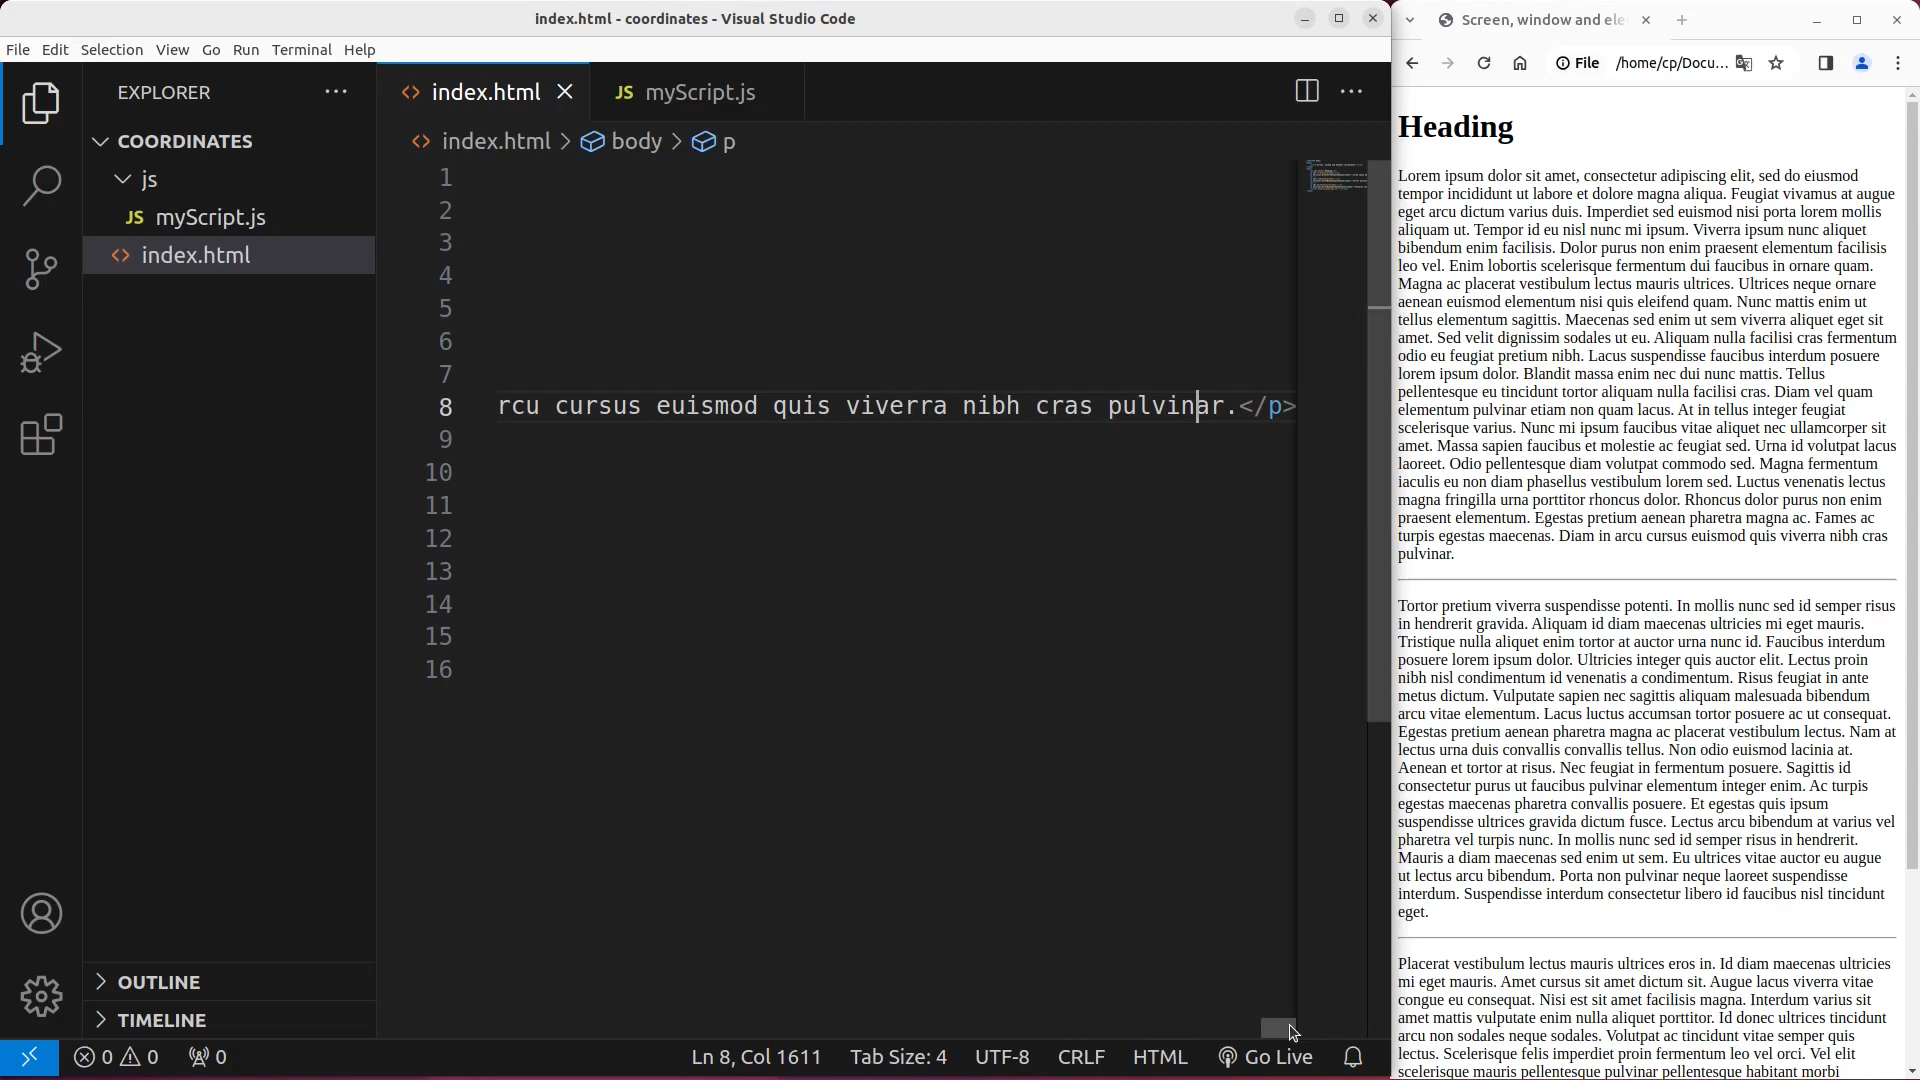 index.html - coordinates - Visual Studio Code
File Edit Selection View Go Run Terminal Help
EXPLORER
COORDINATES
js
JS myScript.js
index.html
OUTLINE
TIMELINE
index.html
JS myScript.js
index.html > body > p
1
2
3
4
5
6
7
8 rcu cursus euismod quis viverra nibh cras pulvinar.</p>
9
10
11
12
13
14
15
16
0 0 0 Ln 8, Col 1611 Tab Size: 4 UTF-8 CRLF HTML Go Live
Screen, window and ele
File /home/cp/Docu...
Heading
Lorem ipsum dolor sit amet, consectetur adipiscing elit, sed do eiusmod
tempor incididunt ut labore et dolore magna aliqua. Feugiat vivamus at augue
eget arcu dictum varius duis. Imperdiet sed euismod nisi porta lorem mollis
aliquam ut. Tempor id eu nisl nunc mi ipsum. Viverra ipsum nunc aliquet
bibendum enim facilisis. Dolor purus non enim praesent elementum facilisis
leo vel. Enim lobortis scelerisque fermentum dui faucibus in ornare quam.
Magna ac placerat vestibulum lectus mauris ultrices. Ultrices neque ornare
aenean euismod elementum nisi quis eleifend quam. Nunc mattis enim ut
tellus elementum sagittis. Maecenas sed enim ut sem viverra aliquet eget sit
amet. Sed velit dignissim sodales ut eu. Aliquam nulla facilisi cras fermentum
odio eu feugiat pretium nibh. Lacus suspendisse faucibus interdum posuere
lorem ipsum dolor. Blandit massa enim nec dui nunc mattis. Tellus
pellentesque eu tincidunt tortor aliquam nulla facilisi cras. Diam vel quam
elementum pulvinar etiam non quam lacus. At in tellus integer feugiat
scelerisque varius. Nunc mi ipsum faucibus vitae aliquet nec ullamcorper sit
amet. Massa sapien faucibus et molestie ac feugiat sed. Urna id volutpat lacus
laoreet. Odio pellentesque diam volutpat commodo sed. Magna fermentum
iaculis eu non diam phasellus vestibulum lorem sed. Luctus venenatis lectus
magna fringilla urna porttitor rhoncus dolor. Rhoncus dolor purus non enim
praesent elementum. Egestas pretium aenean pharetra magna ac. Fames ac
turpis egestas maecenas. Diam in arcu cursus euismod quis viverra nibh cras
pulvinar.
Tortor pretium viverra suspendisse potenti. In mollis nunc sed id semper risus
in hendrerit gravida. Aliquam id diam maecenas ultricies mi eget mauris.
Tristique nulla aliquet enim tortor at auctor urna nunc id. Faucibus interdum
posuere lorem ipsum dolor. Ultricies integer quis auctor elit. Lectus proin
nibh nisl condimentum id venenatis a condimentum. Risus feugiat in ante
metus dictum. Vulputate sapien nec sagittis aliquam malesuada bibendum
arcu vitae elementum. Lacus luctus accumsan tortor posuere ac ut consequat.
Egestas pretium aenean pharetra magna ac placerat vestibulum lectus. Nam at
lectus urna duis convallis convallis tellus. Non odio euismod lacinia at.
Aenean et tortor at risus. Nec feugiat in fermentum posuere. Sagittis id
consectetur purus ut faucibus pulvinar elementum integer enim. Ac turpis
egestas maecenas pharetra convallis posuere. Et egestas quis ipsum
suspendisse ultrices gravida dictum fusce. Lectus arcu bibendum at varius vel
pharetra vel turpis nunc. In mollis nunc sed id semper risus in hendrerit.
Mauris a diam maecenas sed enim ut sem. Eu ultrices vitae auctor eu augue
ut lectus arcu bibendum. Porta non pulvinar neque laoreet suspendisse
interdum. Suspendisse interdum consectetur libero id faucibus nisl tincidunt
eget.
Placerat vestibulum lectus mauris ultrices eros in. Id diam maecenas ultricies
mi eget mauris. Amet cursus sit amet dictum sit. Augue lacus viverra vitae
congue eu consequat. Nisi est sit amet facilisis magna. Interdum varius sit
amet mattis vulputate enim nulla aliquet porttitor. Id donec ultrices tincidunt
arcu non sodales neque sodales. Volutpat ac tincidunt vitae semper quis
lectus. Scelerisque felis imperdiet proin fermentum leo vel orci. Vel elit
scelerisque mauris pellentesque pulvinar pellentesque habitant morbi